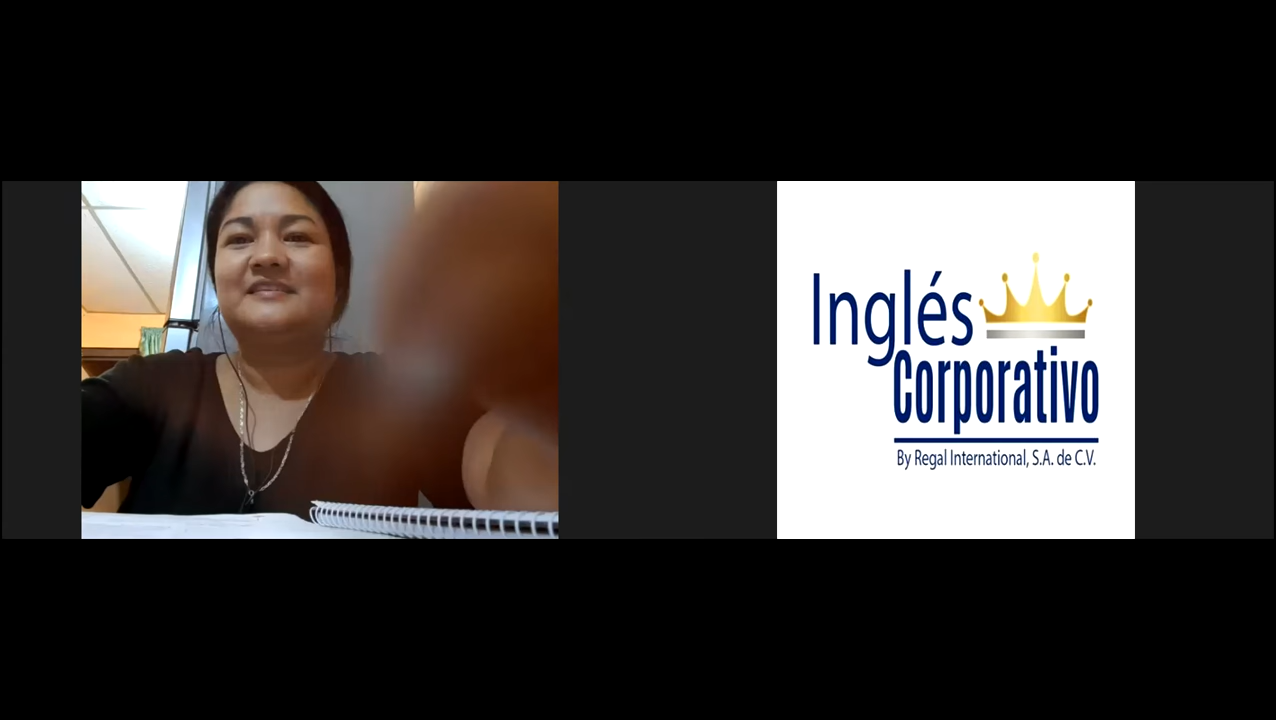 Inglés
Corporativo
By Regal International, S.A. de C.V.